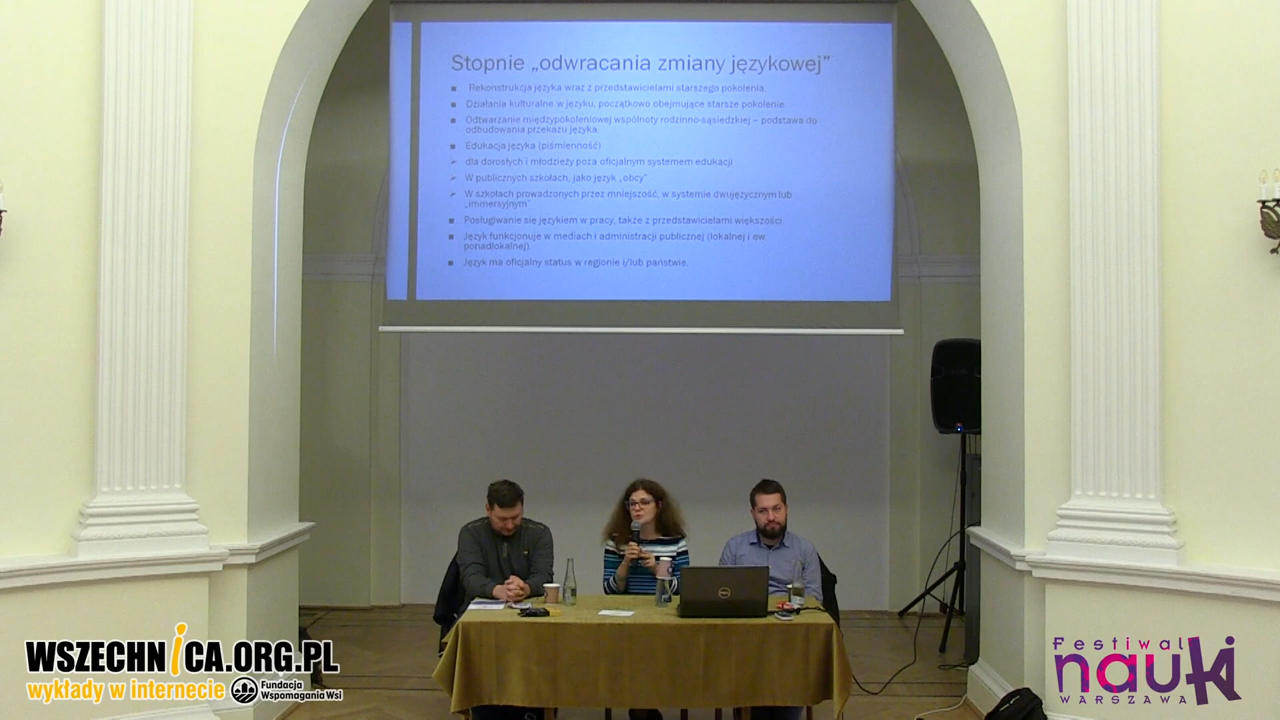 Stopnie „odwracania zmiany językowej”
Rekonstrukcja języka wraz z przedstawicielami starszego pokolenia.
Działania kulturalne w języku, początkowo obejmujące starsze pokolenie.
Odtwarzanie międzypokoleniowej wspólnoty rodzinno-sąsiedzkiej – podstawa do
odbudowania przekazu języka.
Edukacja języka (piśmienność)
dla dorosłych i młodzieży poza oficjalnym systemem edukacji
W publicznych szkołach, jako język „obcy”
W szkołach prowadzonych przez mniejszość, w systemie dwujęzycznym lub
„immersyjnym”
Posługiwanie się językiem w pracy, także z przedstawicielami większości.
Język funkcjonuje w mediach i administracji publicznej (lokalnej i ew.
ponadlokalnej).
Język ma oficjalny status w regionie i/lub państwie.
DELL
WSZECHNiCA.ORG.PL
wykłady w internecie
Fundacja
Wspomagania Wsi
Festiwal
nauki
WARSZAWA